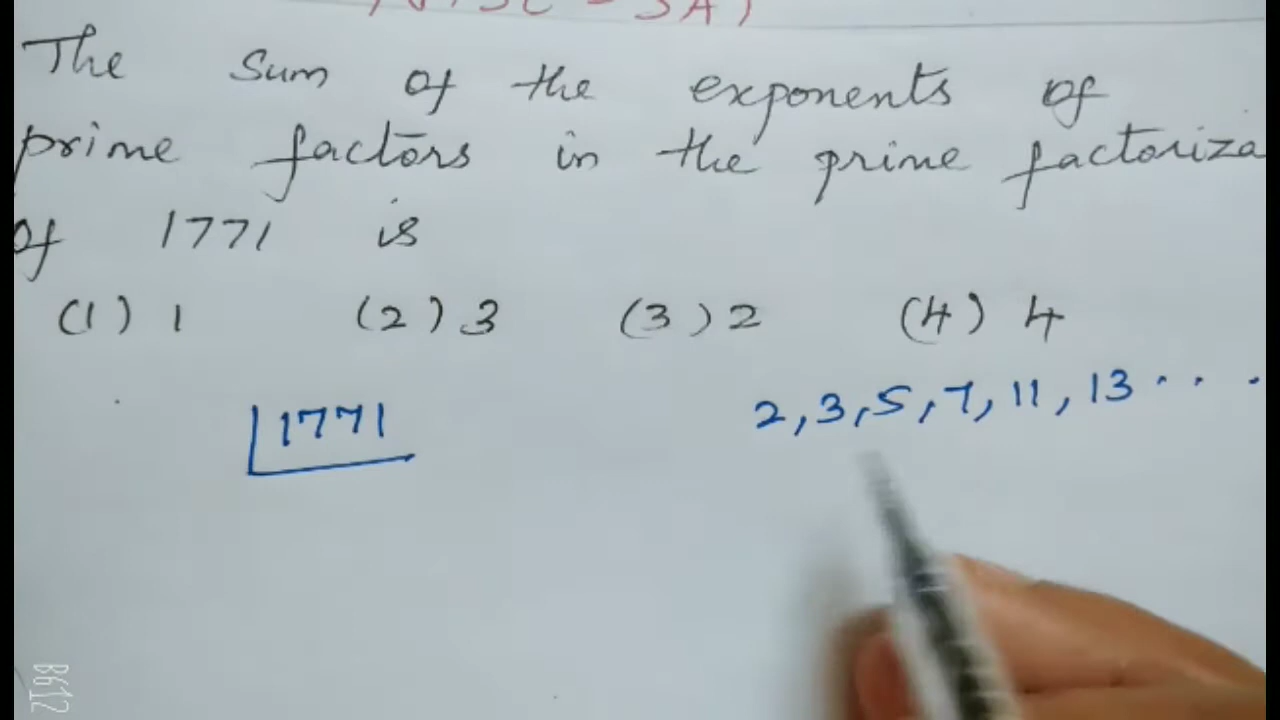 The Sum of the exponents of
prime factors in the prime factoriza
of 1771 is
(1) 1 (2) 3 (3) 2 (4) 4
2, 3, 5, 7, 11, 13 . . .
1771
B612